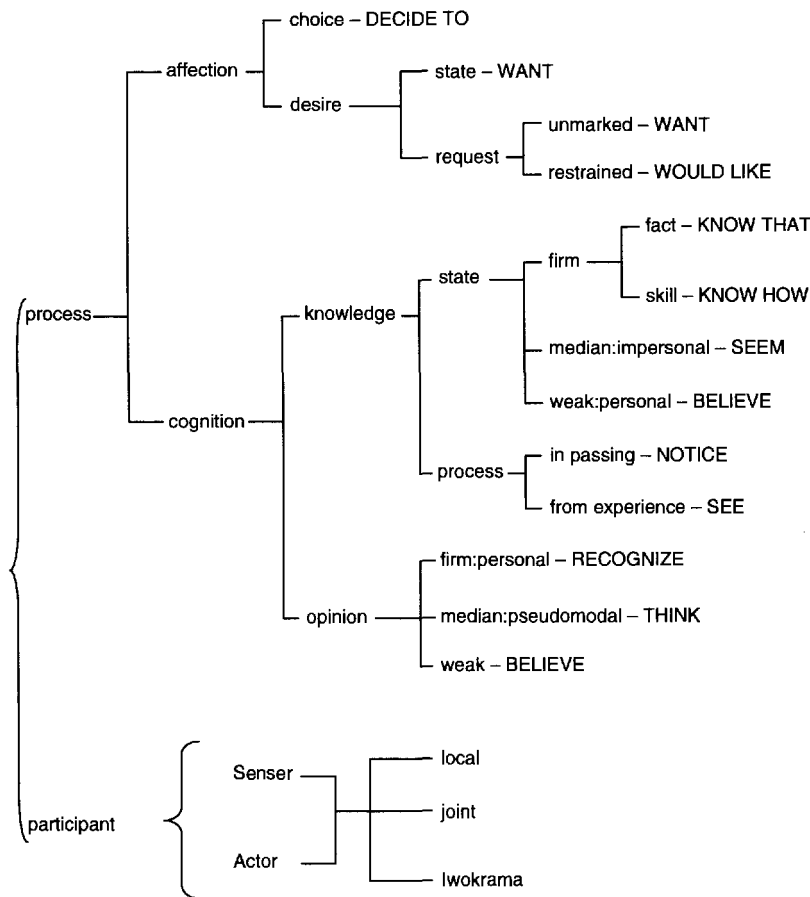 choice – DECIDE TO
affection
state – WANT
desire
unmarked – WANT
request
restrained – WOULD LIKE
fact – KNOW THAT
firm
state
skill – KNOW HOW
process
knowledge
median:impersonal – SEEM
weak:personal – BELIEVE
cognition
in passing – NOTICE
process
from experience – SEE
firm:personal – RECOGNIZE
opinion
median:pseudomodal – THINK
weak – BELIEVE
local
Senser
joint
participant
Actor
Iwokrama